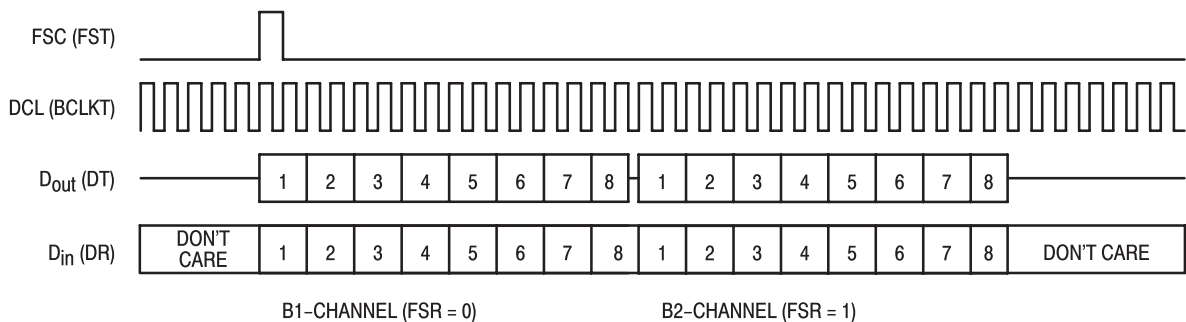 FSC (FST)
DCL (BCLKT)
Dout (DT)
1 2 3 4 5 6 7 8 1 2 3 4 5 6 7 8
Din (DR)
DON'T
CARE
1 2 3 4 5 6 7 8 1 2 3 4 5 6 7 8
DON'T CARE
B1–CHANNEL (FSR = 0)
B2–CHANNEL (FSR = 1)